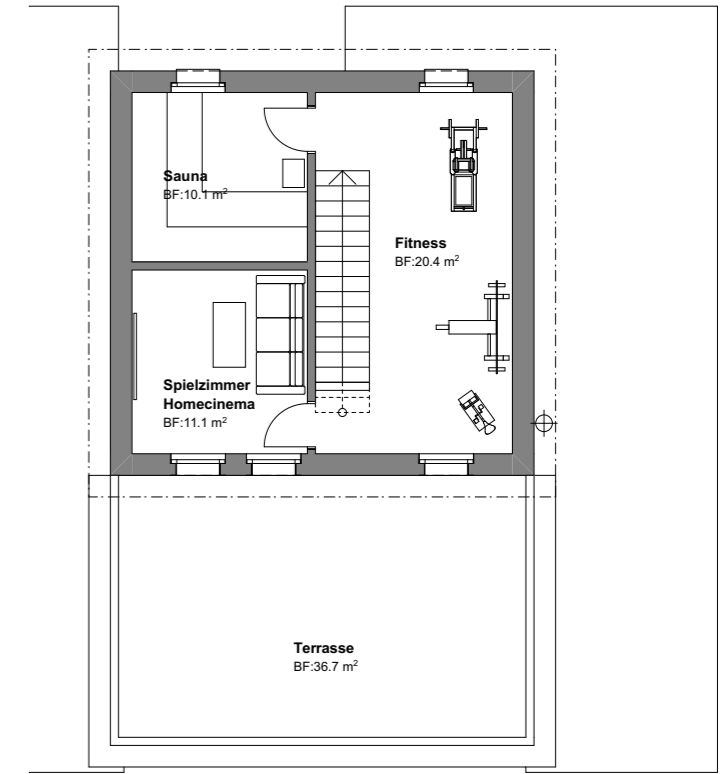 Sauna
BF:10.1 m²
Fitness
BF:20.4 m²
Spielzimmer
Homecinema
BF:11.1 m²
Terrasse
BF:36.7 m²